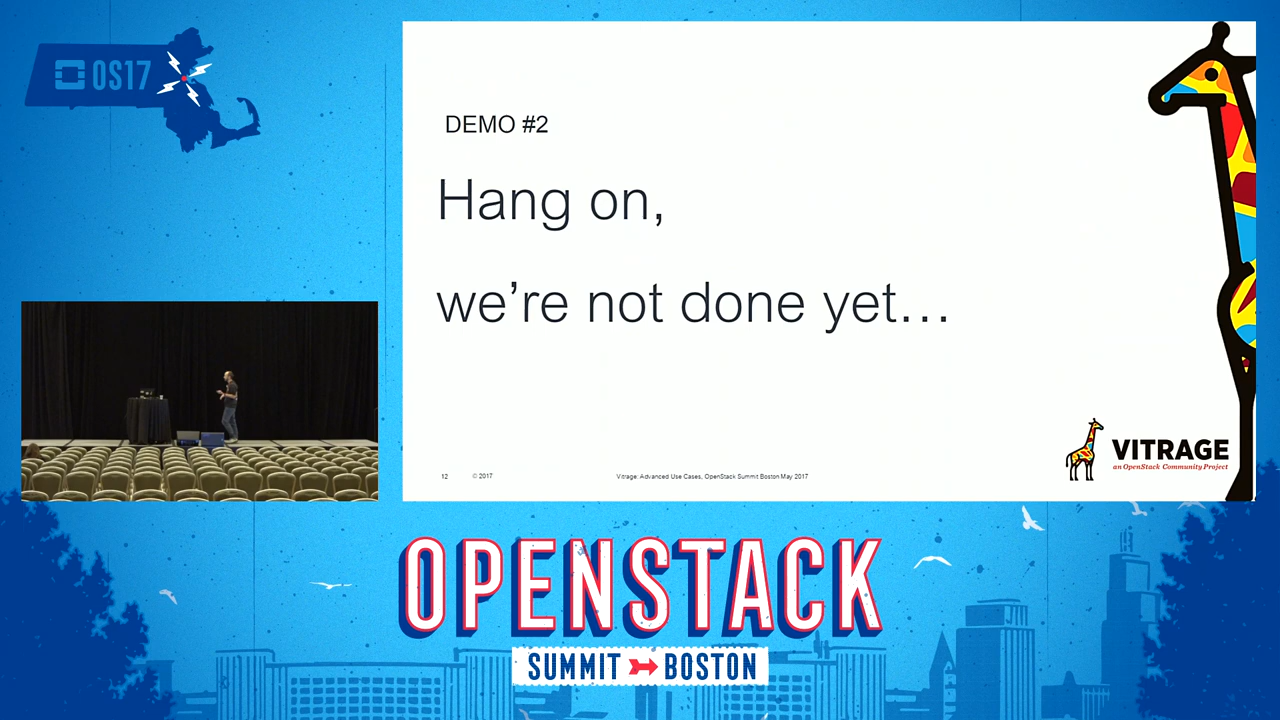 OS17
DEMO #2
Hang on,
we're not done yet...
VITRAGE
an OpenStack Community Project
12
© 2017
Vitrage: Advanced Use Cases, OpenStack Summit Boston May 2017
OPENSTACK
SUMMIT BOSTON